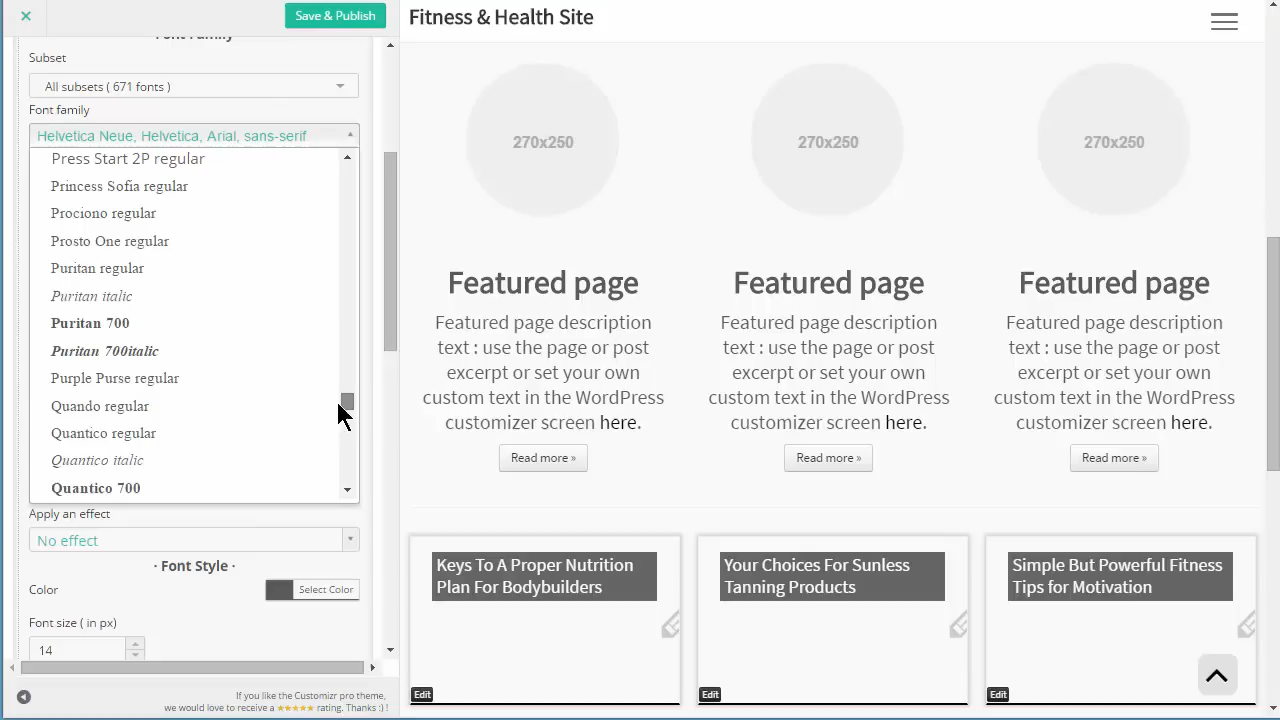 Save & Publish
Font Family
Subset
All subsets ( 671 fonts )
Font family
Helvetica Neue, Helvetica, Arial, sans-serif
Press Start 2P regular
Princess Sofia regular
Prociono regular
Prosto One regular
Puritan regular
Puritan italic
Puritan 700
Puritan 700italic
Purple Purse regular
Quando regular
Quantico regular
Quantico italic
Quantico 700
Apply an effect
No effect
· Font Style ·
Color
Select Color
Font size ( in px)
14
If you like the Customizr pro theme,
we would love to receive a ★★★★★ rating. Thanks :) !
Fitness & Health Site
270x250
270x250
270x250
Featured page
Featured page description
text : use the page or post
excerpt or set your own
custom text in the WordPress
customizer screen here.
Read more »
Featured page
Featured page description
text : use the page or post
excerpt or set your own
custom text in the WordPress
customizer screen here.
Read more »
Featured page
Featured page description
text : use the page or post
excerpt or set your own
custom text in the WordPress
customizer screen here.
Read more »
Keys To A Proper Nutrition
Plan For Bodybuilders
Edit
Your Choices For Sunless
Tanning Products
Edit
Simple But Powerful Fitness
Tips for Motivation
Edit